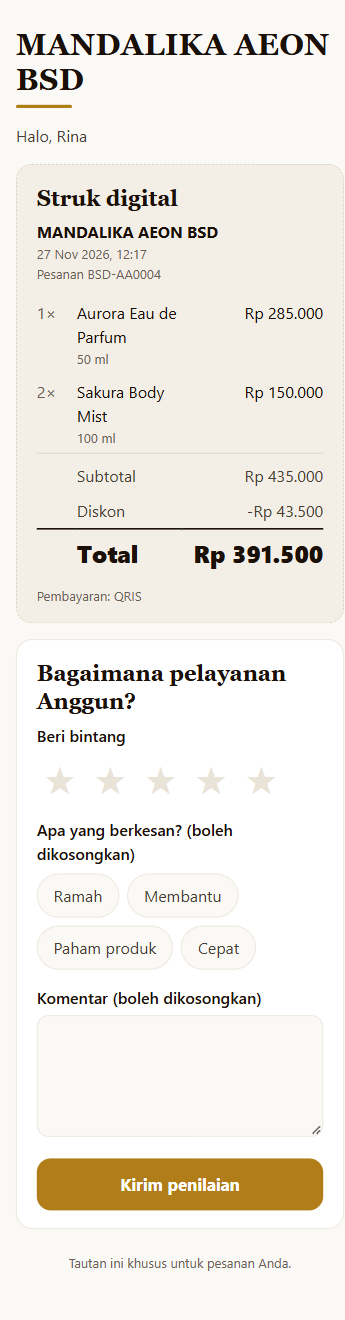 MANDALIKA AEON
BSD
Halo, Rina
Struk digital
MANDALIKA AEON BSD
27 Nov 2026, 12:17
Pesanan BSD-AA0004
1× Aurora Eau de Rp 285.000
Parfum
50 ml
2× Sakura Body Rp 150.000
Mist
100 ml
Subtotal Rp 435.000
Diskon -Rp 43.500
Total Rp 391.500
Pembayaran: QRIS
Bagaimana pelayanan
Anggun?
Beri bintang
Apa yang berkesan? (boleh
dikosongkan)
Ramah Membantu
Paham produk Cepat
Komentar (boleh dikosongkan)
Kirim penilaian
Tautan ini khusus untuk pesanan Anda.